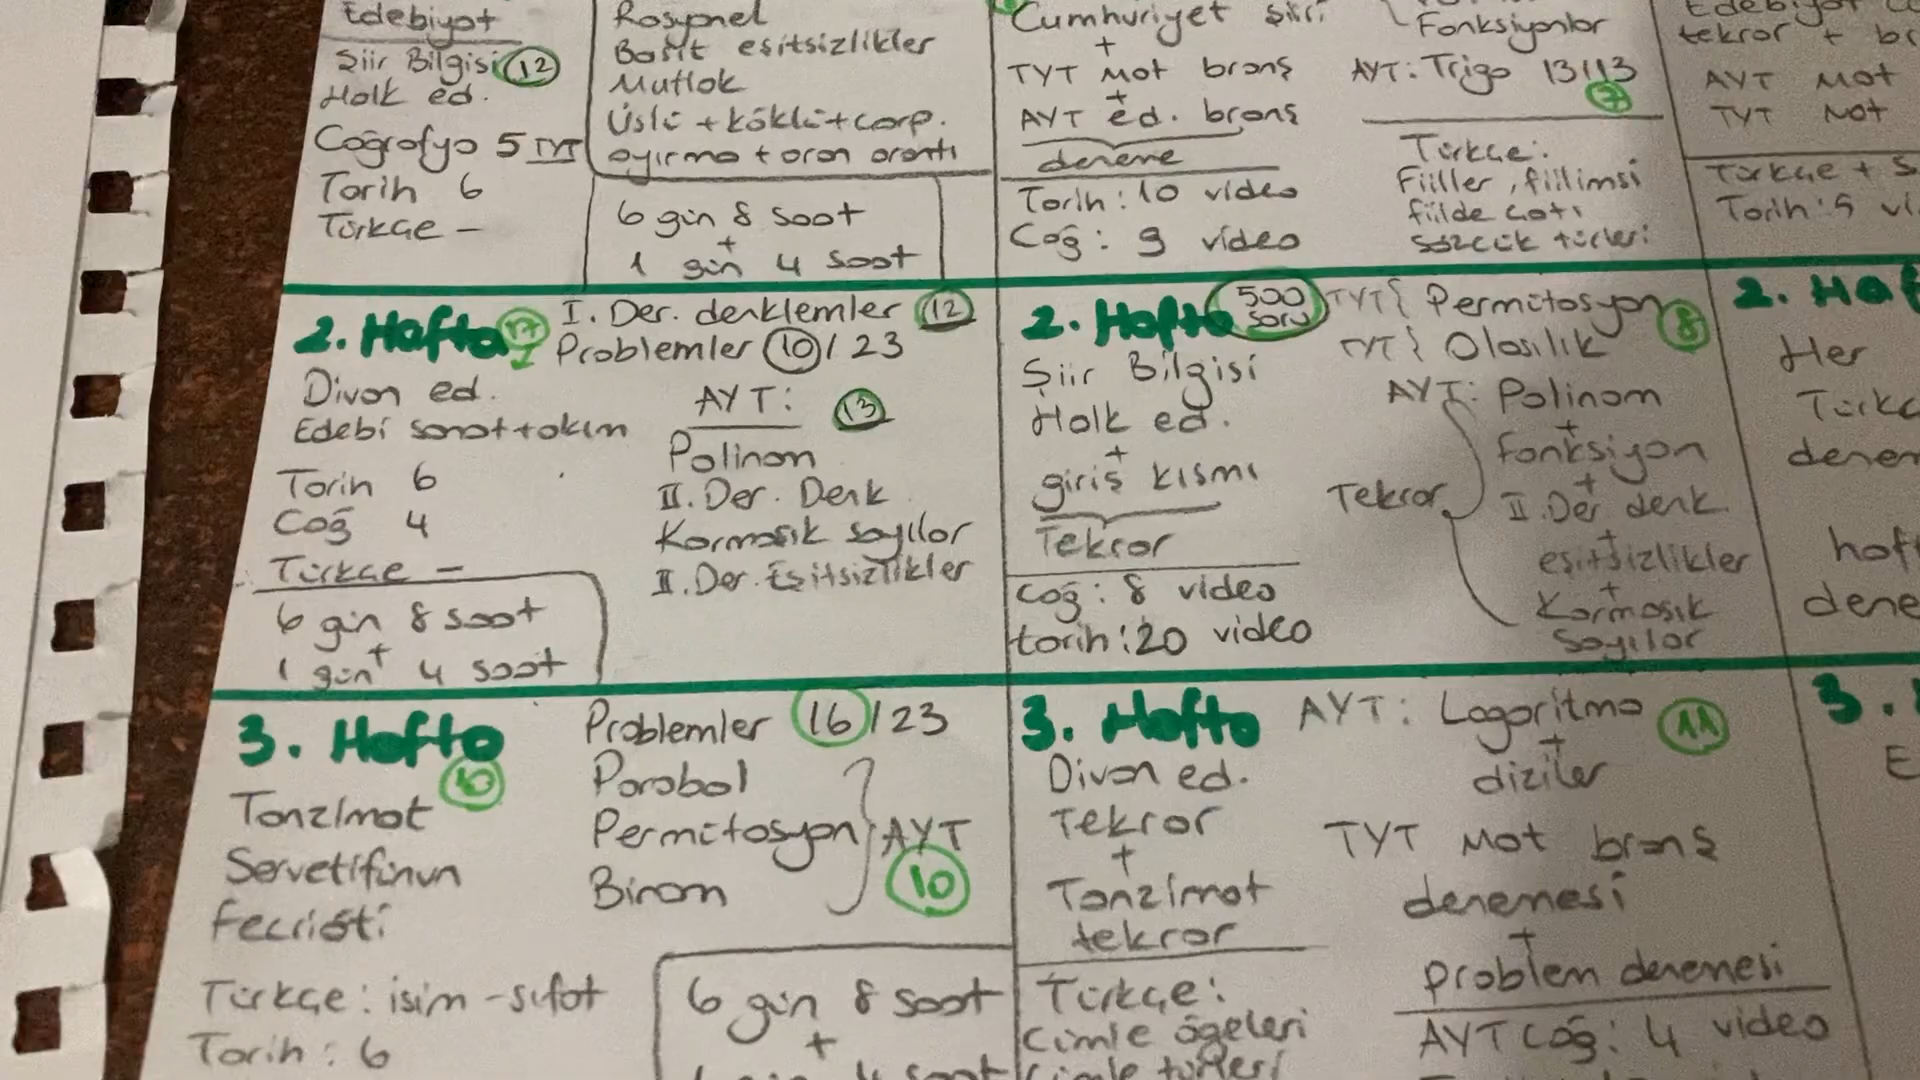 Edebiyat
Şiir Bilgisi 12
Halk ed.
Coğrafya 5 TYT
Tarih 6
Türkçe -
Rasyonel
Basit eşitsizlikler
Mutlak
Üslü + köklü + çarp.
ayırma + oran orantı
6 gün 8 saat
+
1 gün 4 saat
Cumhuriyet şiiri
+
TYT Mat branş
+
AYT ed. branş
deneme
Tarih: 10 video
Coğ: 9 video
Fonksiyonlar
AYT: Trigo 13/13
7
Türkçe:
Fiiller, fiilimsi
fiilde çatı
sözcük türleri
tekrar +
AYT Mat
TYT Mat
Türkçe +
Tarih: 5
2. Hafta 17
I. Der. denklemler 12
Problemler 10/23
Divan ed.
Edebi sanat + akım
Tarih 6
Coğ 4
Türkçe -
6 gün 8 saat
+
1 gün 4 saat
AYT: 13
Polinom
II. Der. Denk
Karmaşık sayılar
II. Der. Eşitsizlikler
2. Hafta 500 soru
Şiir Bilgisi
Halk ed.
+
giriş kısmı
Tekrar
Coğ: 8 video
tarih: 20 video
TYT{ Permütasyon 8
TYT{ Olasılık
AYT: Polinom
+
fonksiyon
+
Tekrar II. Der denk.
+
eşitsizlikler
+
Karmaşık
sayılar
2. Haf
Her
Türkç
denem
haft
dene
3. Hafta
10
Tanzimat
Servetifünun
Fecriati
Türkçe: isim - sıfat
Tarih: 6
Problemler 16/23
Parabol
Permütasyon } AYT
Binom 10
6 gün 8 saat
+
3. Hafta
Divan ed.
Tekrar
+
Tanzimat
tekrar
Türkçe:
Cümle ögeleri
Cümle türleri
AYT: Logaritma 11
+
diziler
TYT Mat branş
denemesi
+
Problem denemesi
AYT Coğ: 4 video
3.
E